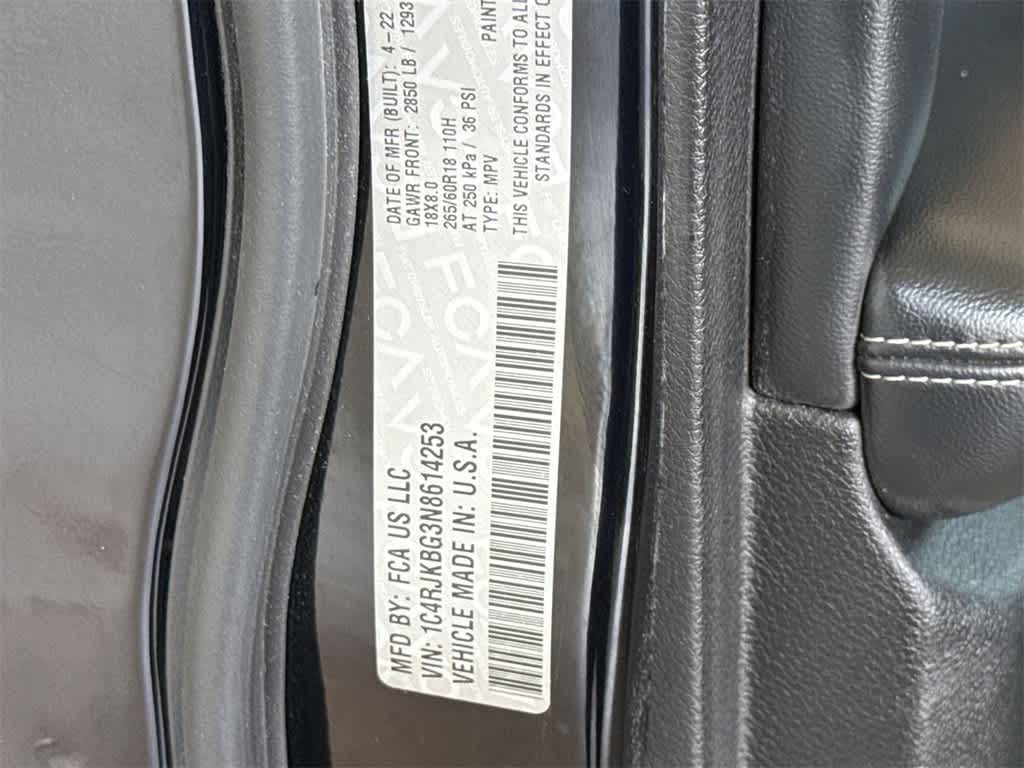 MFD BY: FCA US LLC
DATE OF MFR (BUILT): 4-22
GAWR FRONT: 2850 LB / 1293
VIN: 1C4RJKBG3N8614253
18X8.0
265/60R18 110H
VEHICLE MADE IN: U.S.A.
AT 250 kPa / 36 PSI
TYPE: MPV PAINT
THIS VEHICLE CONFORMS TO ALL
STANDARDS IN EFFECT O